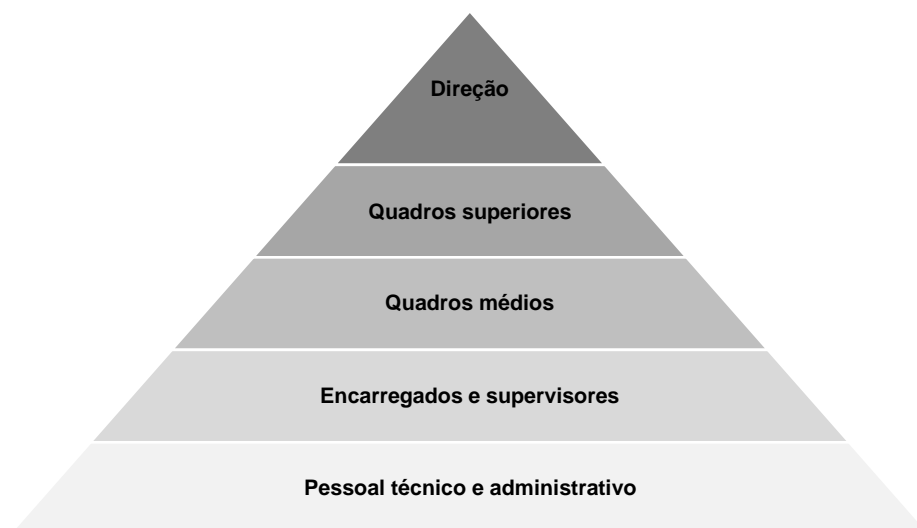 Direção
Quadros superiores
Quadros médios
Encarregados e supervisores
Pessoal técnico e administrativo